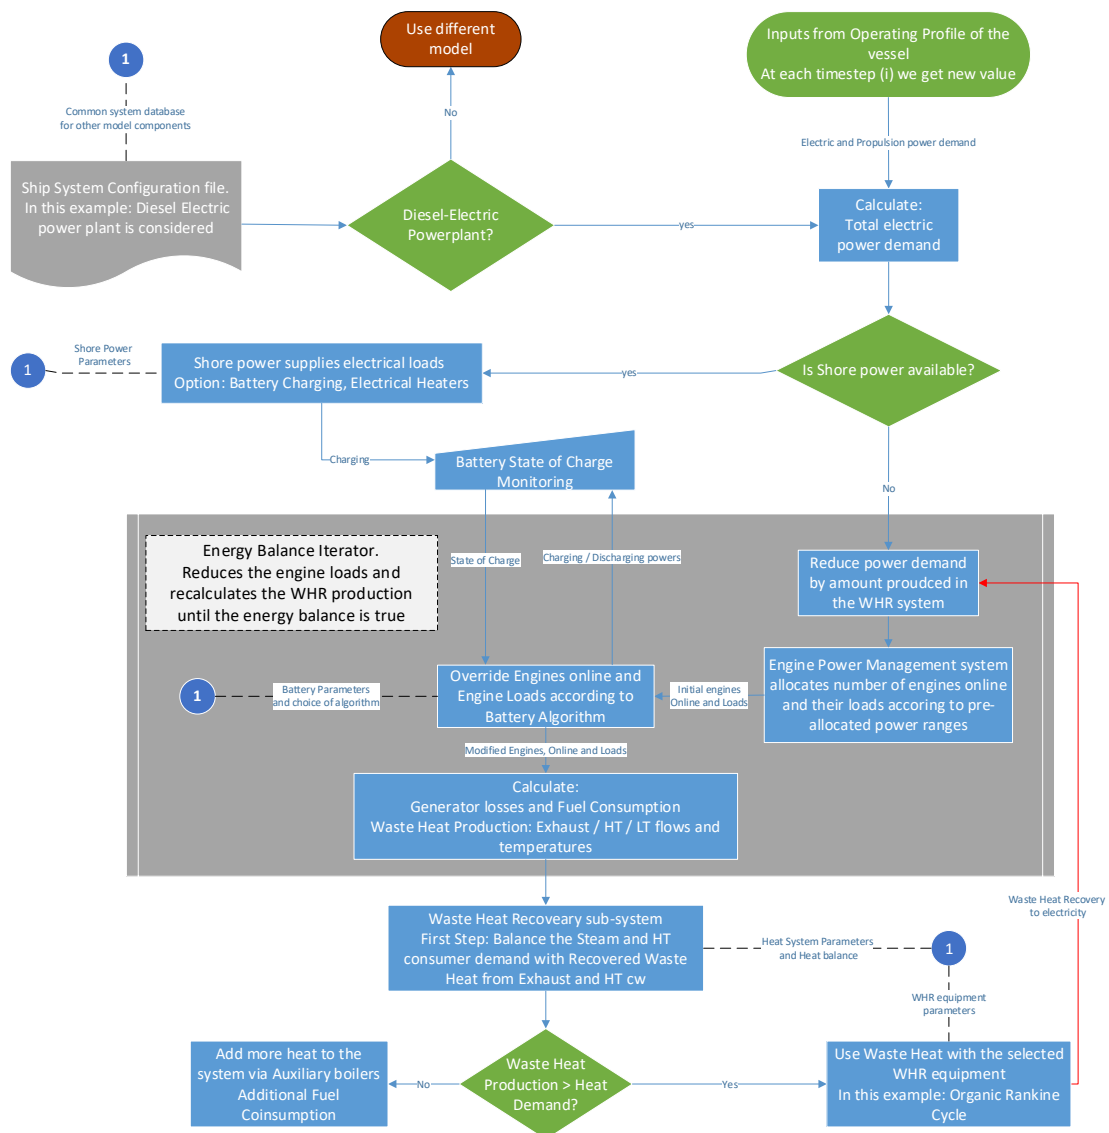 Use different
model
Inputs from Operating Profile of the
vessel
At each timestep (i) we get new value
1
Common system database
for other model components
No
Electric and Propulsion power demand
Ship System Configuration file.
In this example: Diesel Electric
power plant is considered
Diesel-Electric
Powerplant?
yes
Calculate:
Total electric
power demand
1
Shore Power
Parameters
Shore power supplies electrical loads
Option: Battery Charging, Electrical Heaters
yes
Is Shore power available?
Charging
Battery State of Charge
Monitoring
No
Energy Balance Iterator.
Reduces the engine loads and
recalculates the WHR production
until the energy balance is true
State of Charge
Charging / Discharging powers
Reduce power demand
by amount proudced in
the WHR system
1
Battery Parameters
and choice of algorithm
Override Engines online and
Engine Loads according to
Battery Algorithm
Initial engines
Online and Loads
Engine Power Management system
allocates number of engines online
and their loads accoring to pre-
allocated power ranges
Modified Engines, Online and Loads
Calculate:
Generator losses and Fuel Consumption
Waste Heat Production: Exhaust / HT / LT flows and
temperatures
Waste Heat Recovery
to electricity
Waste Heat Recoveary sub-system
First Step: Balance the Steam and HT
consumer demand with Recovered Waste
Heat from Exhaust and HT cw
Heat System Parameters
and Heat balance
1
WHR equipment
parameters
Add more heat to the
system via Auxiliary boilers
Additional Fuel
Coinsumption
No
Waste Heat
Production > Heat
Demand?
Yes
Use Waste Heat with the selected
WHR equipment
In this example: Organic Rankine
Cycle